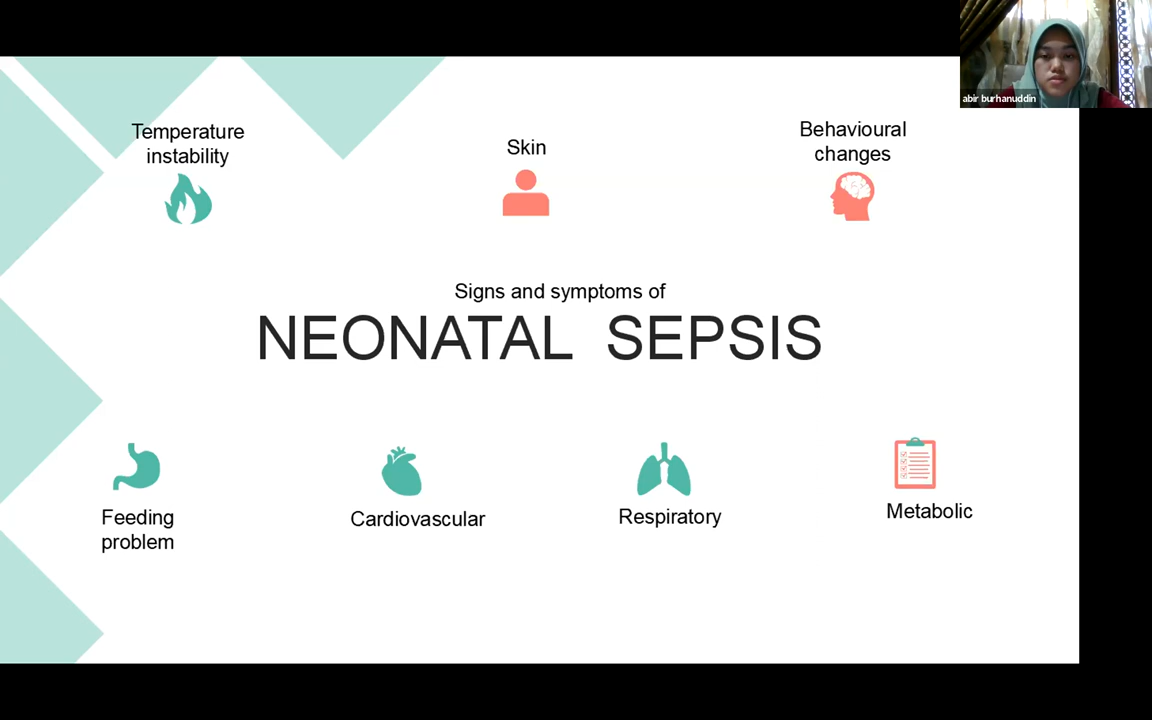 abir burhanuddin
Temperature
instability
Skin
Behavioural
changes
Signs and symptoms of
NEONATAL SEPSIS
Feeding
problem
Cardiovascular
Respiratory
Metabolic